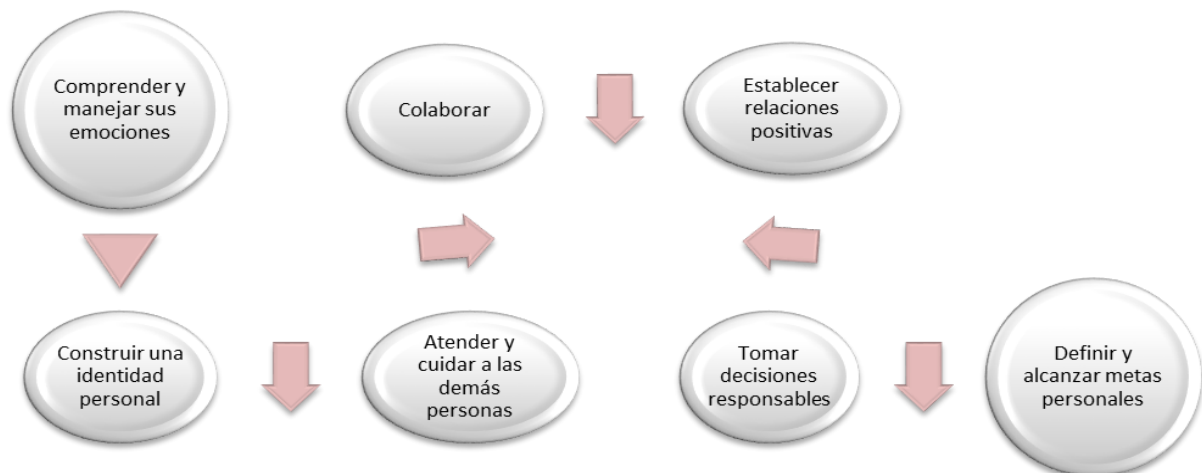 Comprender y
manejar sus
emociones
Colaborar
Establecer
relaciones
positivas
Construir una
identidad
personal
Atender y
cuidar a las
demás
personas
Tomar
decisiones
responsables
Definir y
alcanzar metas
personales